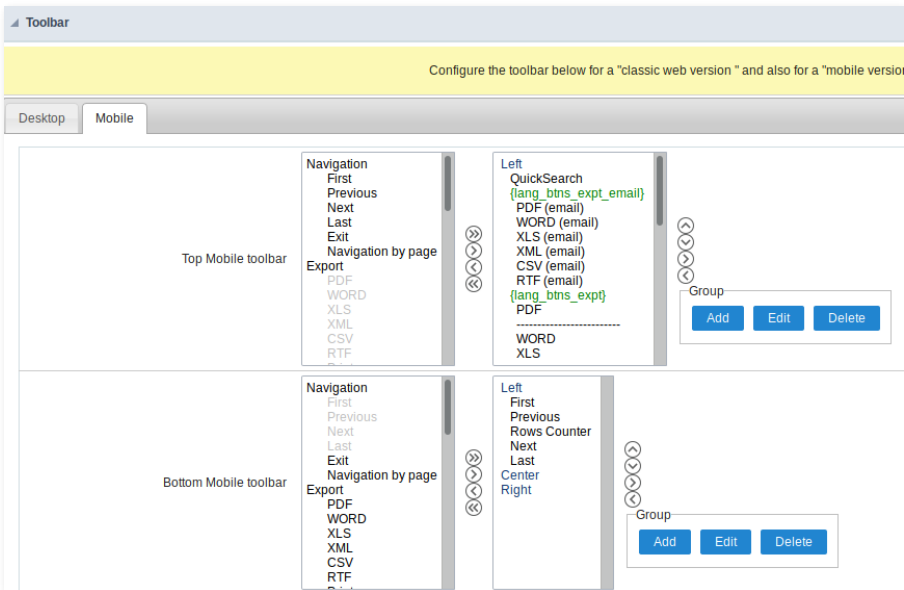 Toolbar
Configure the toolbar below for a "classic web version " and also for a "mobile version
Desktop
Mobile
Top Mobile toolbar
Navigation
First
Previous
Next
Last
Exit
Navigation by page
Export
PDF
WORD
XLS
XML
CSV
RTF
Left
QuickSearch
{lang_btns_expt_email}
PDF (email)
WORD (email)
XLS (email)
XML (email)
CSV (email)
RTF (email)
{lang_btns_expt}
PDF
-------------------------
WORD
XLS
Group
Add
Edit
Delete
Bottom Mobile toolbar
Navigation
First
Previous
Next
Last
Exit
Navigation by page
Export
PDF
WORD
XLS
XML
CSV
RTF
Left
First
Previous
Rows Counter
Next
Last
Center
Right
Group
Add
Edit
Delete